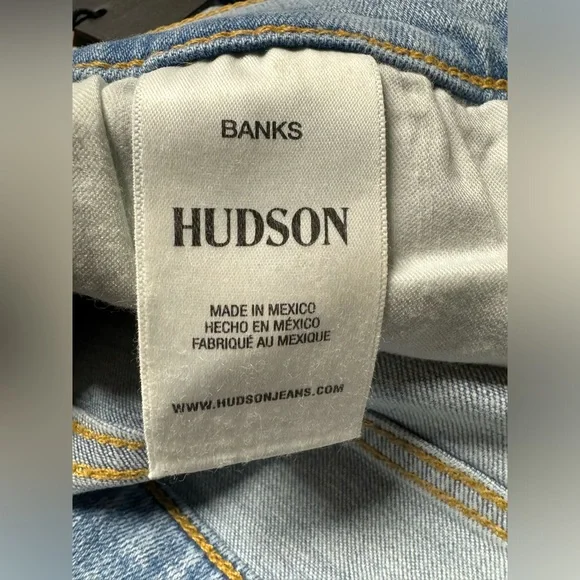 BANKS
HUDSON
MADE IN MEXICO
HECHO EN MÉXICO
FABRIQUÉ AU MEXIQUE
WWW.HUDSONJEANS.COM